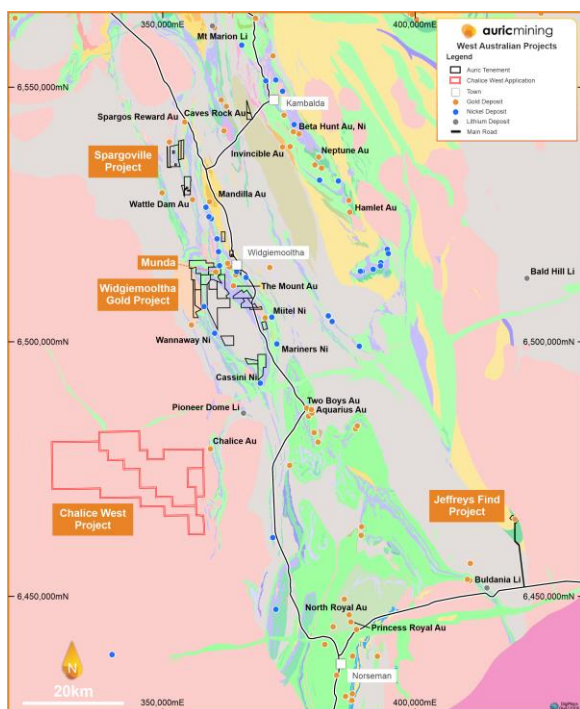 350,000mE
400,000mE
auricmining
West Australian Projects
Legend
Auric Tenement
Chalice West Application
Town
Gold Deposit
Nickel Deposit
Lithium Deposit
Main Road
Mt Marion Li
6,550,000mN
6,550,000mN
Kambalda
Caves Rock Au
Spargos Reward Au
Beta Hunt Au, Ni
Invincible Au
Neptune Au
Spargoville
Project
Mandilla Au
Wattle Dam Au
Hamlet Au
Widgiemooltha
Munda
Bald Hill Li
Widgiemooltha
Gold Project
The Mount Au
Miitel Ni
Wannaway Ni
Mariners Ni
6,500,000mN
6,500,000mN
Cassini Ni
Two Boys Au
Pioneer Dome Li
Aquarius Au
Chalice Au
Chalice West
Project
Jeffreys Find
Project
Buldania Li
6,450,000mN
6,450,000mN
North Royal Au
Princess Royal Au
Norseman
N
20km
350,000mE
400,000mE